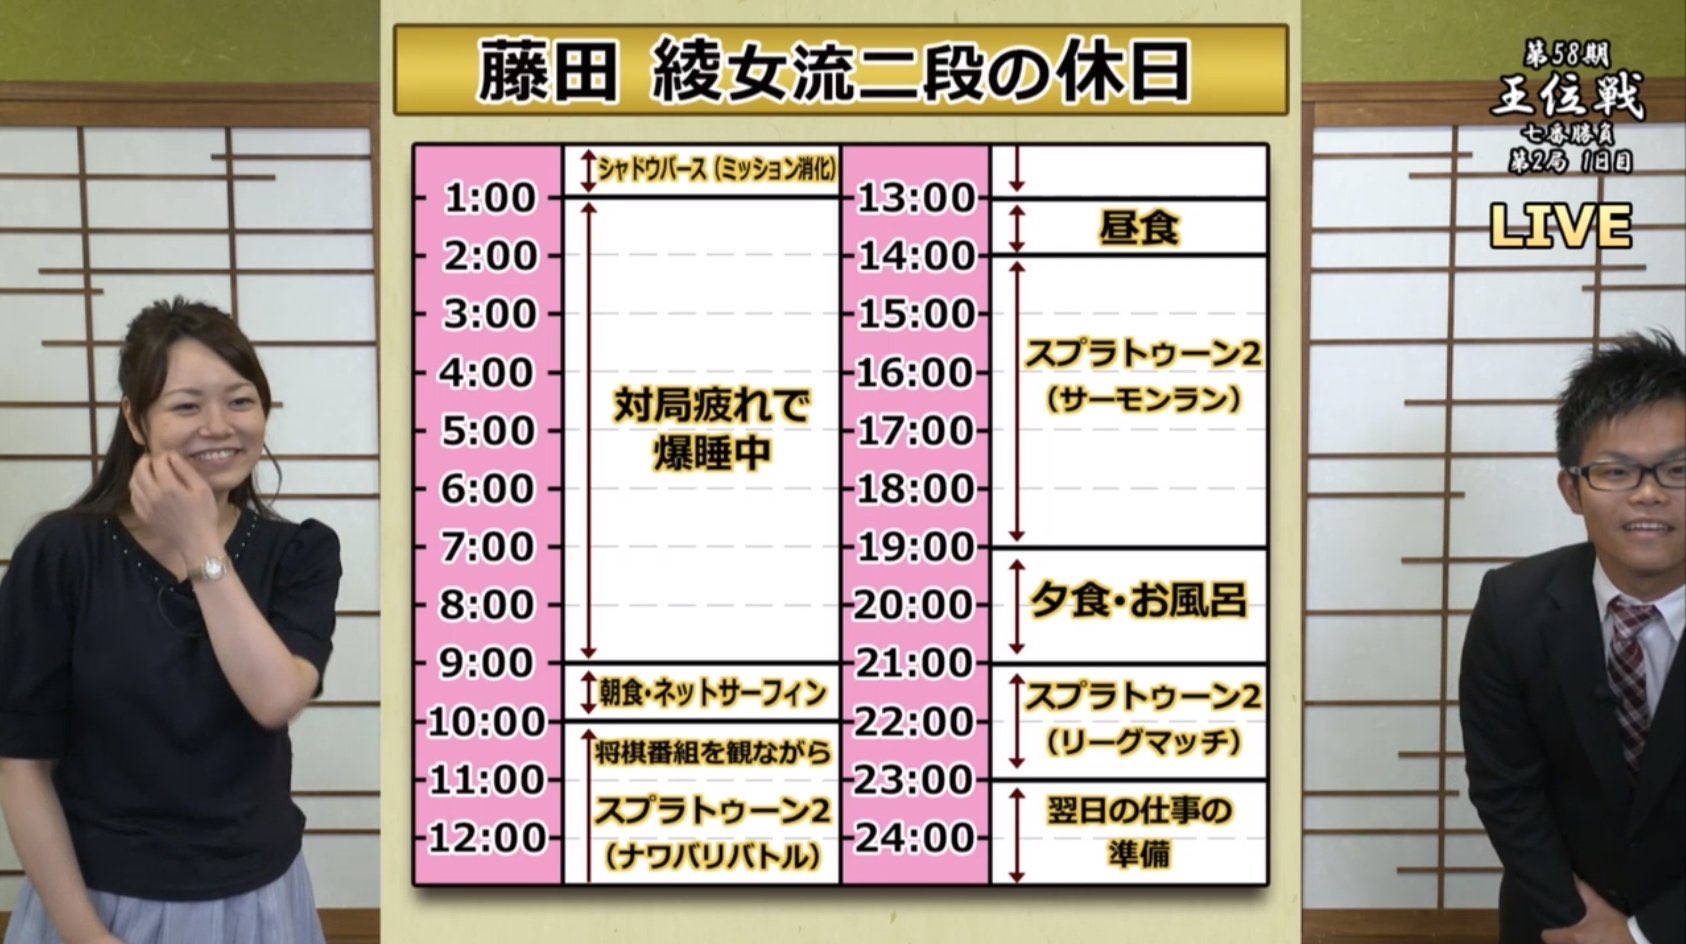 藤田 綾女流二段の休日
第58期
王位戦
七番勝負
第2局 1日目
LIVE
シャドウバース(ミッション消化)
1:00
2:00
3:00
4:00
5:00
6:00
7:00
8:00
9:00
10:00
11:00
12:00
対局疲れで
爆睡中
朝食・ネットサーフィン
将棋番組を観ながら
スプラトゥーン2
(ナワバリバトル)
13:00
14:00
15:00
16:00
17:00
18:00
19:00
20:00
21:00
22:00
23:00
24:00
昼食
スプラトゥーン2
(サーモンラン)
夕食・お風呂
スプラトゥーン2
(リーグマッチ)
翌日の仕事の
準備